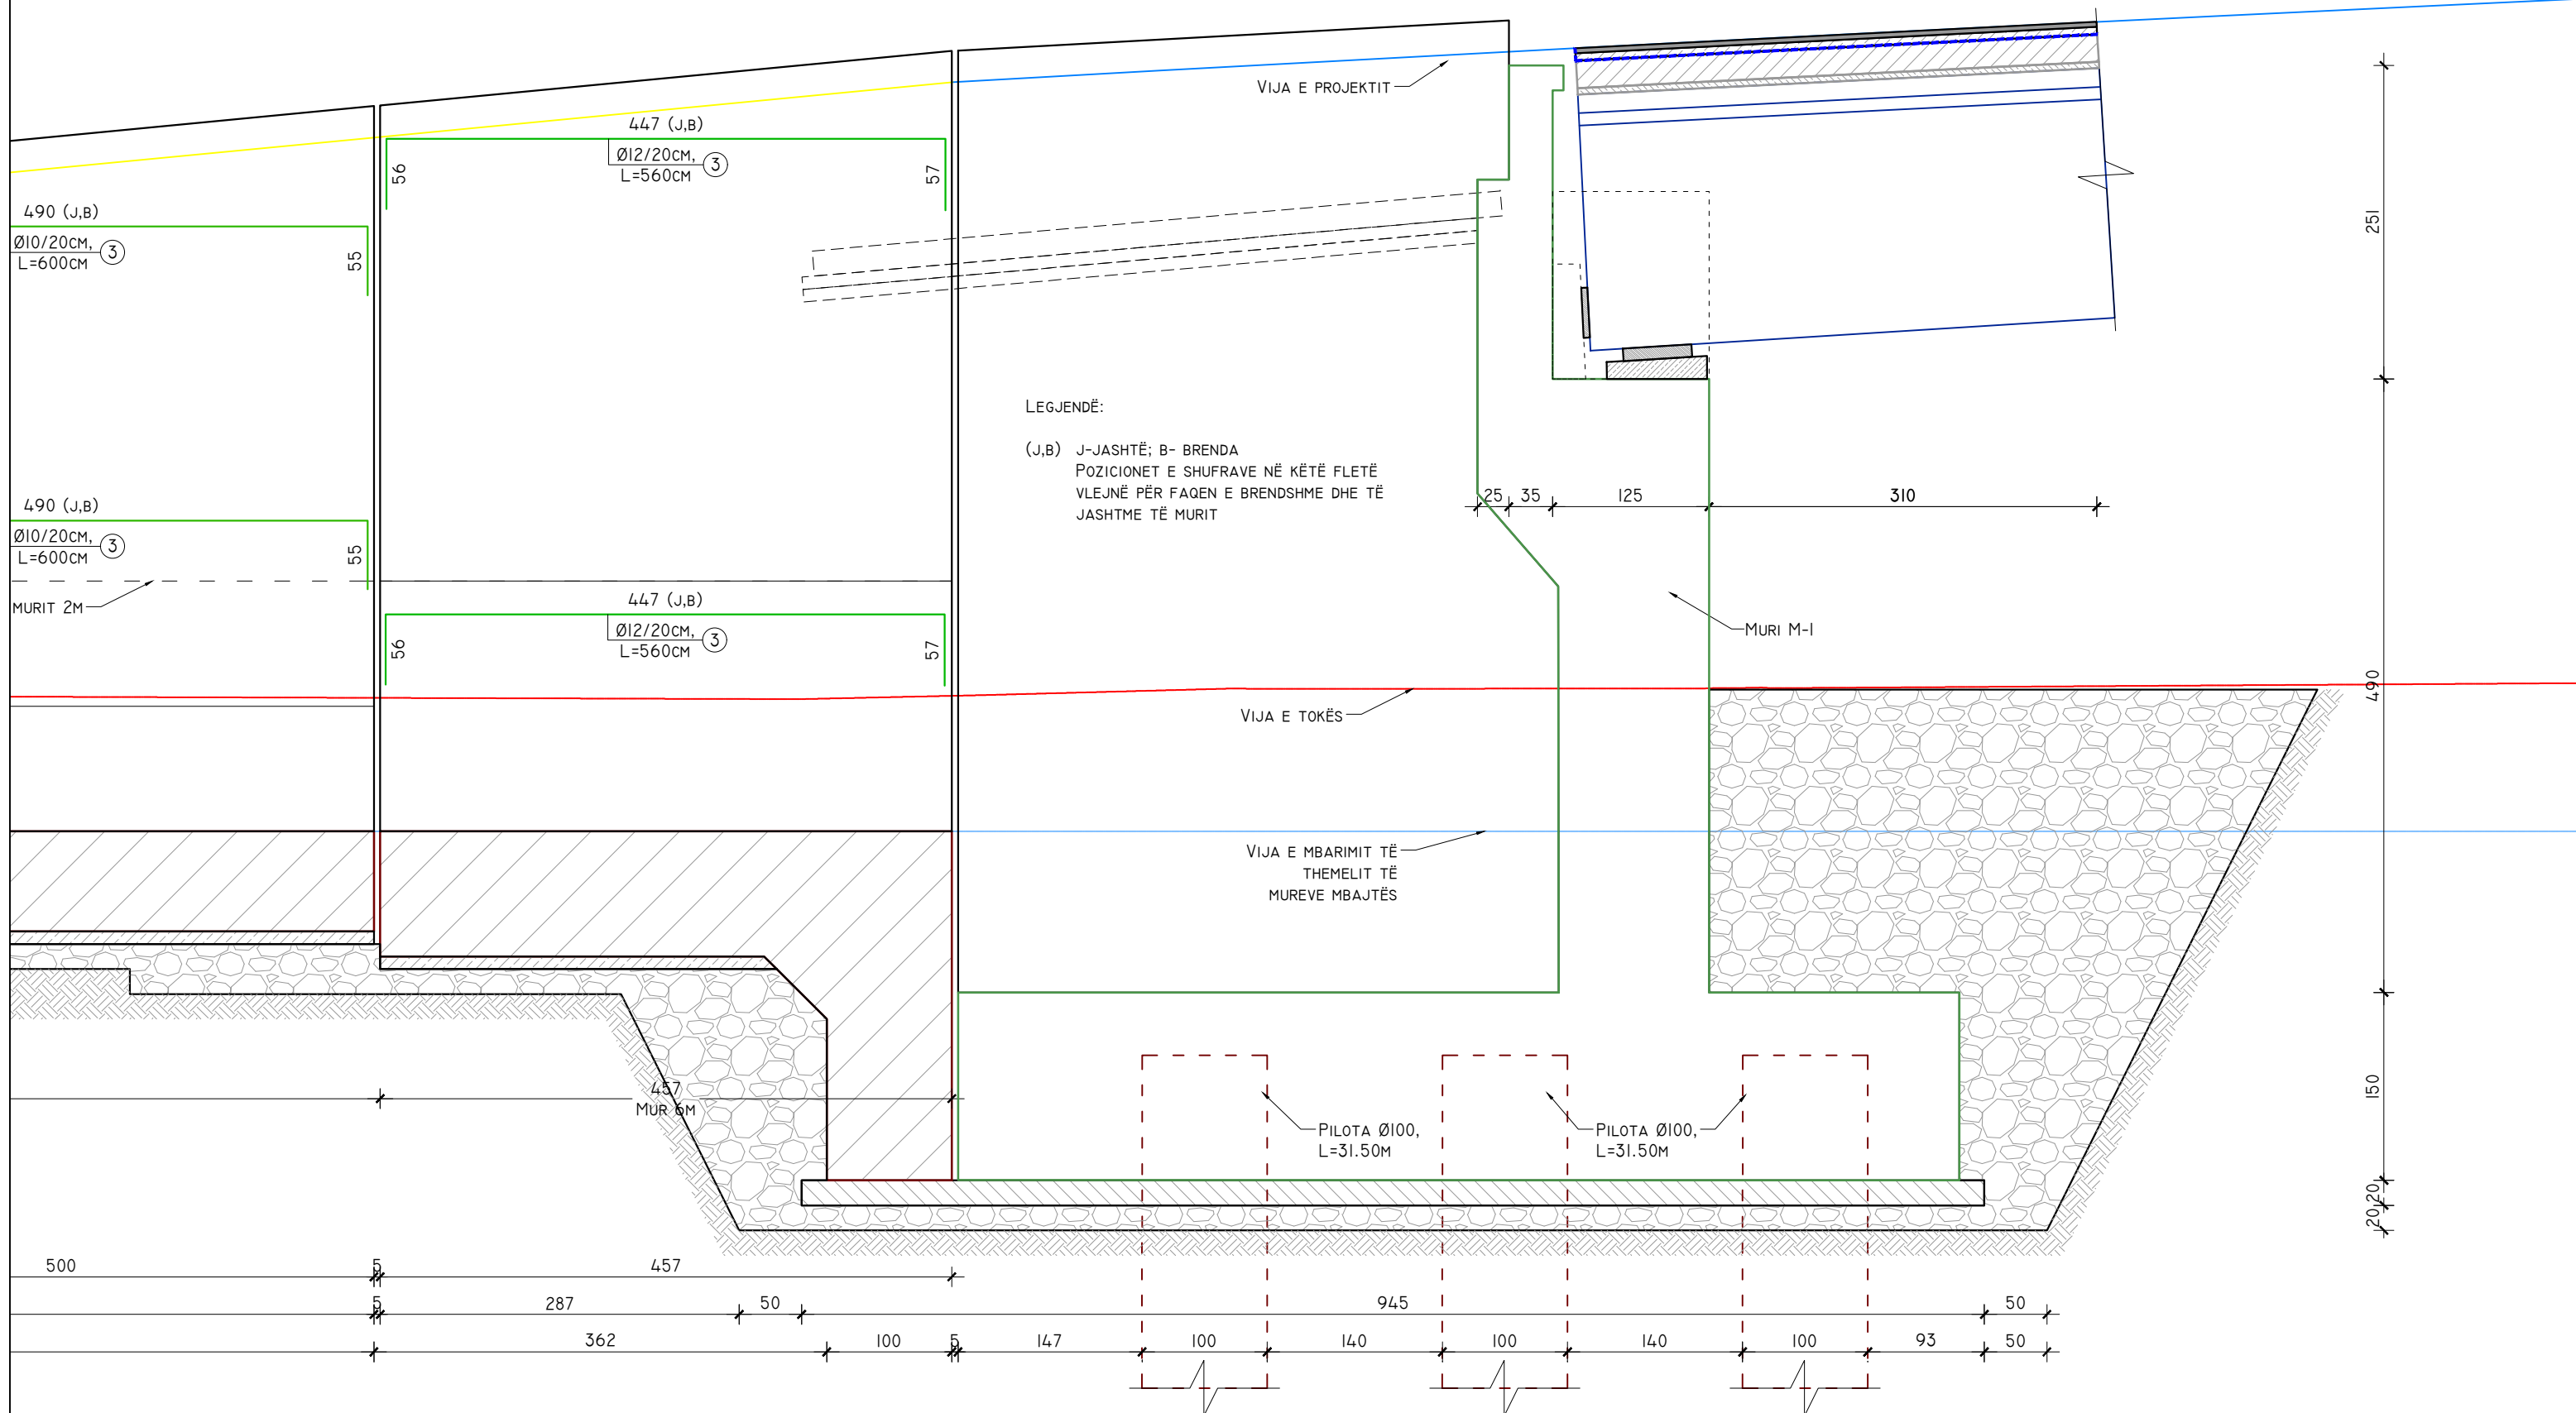 VIJA E PROJEKTIT
447 (J,B)
Ø12/20CM,
L=560CM
3
56
57
490 (J,B)
Ø10/20CM,
L=600CM
3
55
251
LEGJENDË:
(J,B) J-JASHTË; B- BRENDA
POZICIONET E SHUFRAVE NË KËTË FLETË
VLEJNË PËR FAQEN E BRENDSHME DHE TË
JASHTME TË MURIT
25 35 125 310
490 (J,B)
Ø10/20CM,
L=600CM
3
55
MURIT 2M
447 (J,B)
Ø12/20CM,
L=560CM
3
56
57
MURI M-1
490
VIJA E TOKËS
VIJA E MBARIMIT TË
THEMELIT TË
MUREVE MBAJTËS
457
MUR 6M
PILOTA Ø100,
L=31.50M
PILOTA Ø100,
L=31.50M
150
20
20
500 5 457
5 287 50 945 50
362 100 5 147 100 140 100 140 100 93 50